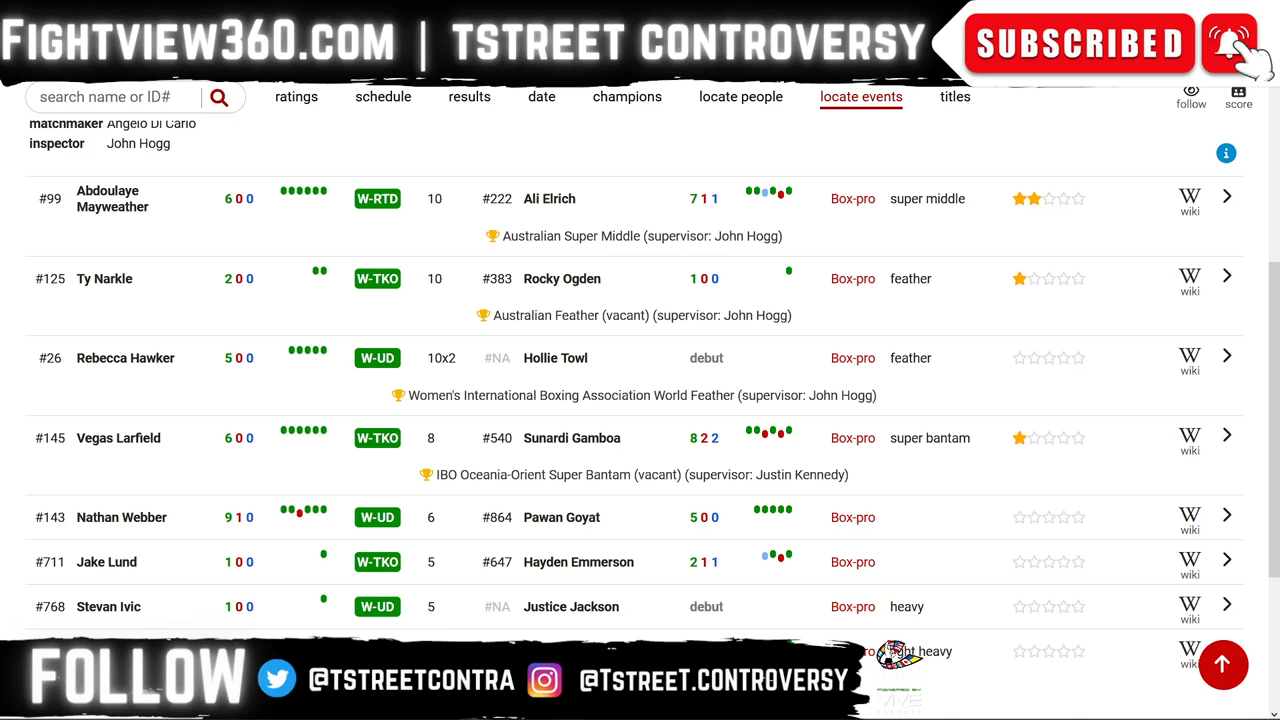 FIGHTVIEW360.COM | TSTREET CONTROVERSY SUBSCRIBED
search name or ID# ratings schedule results date champions locate people locate events titles follow score
matchmaker Angelo Di Carlo
inspector John Hogg
#99 Abdoulaye Mayweather 6 0 0 W-RTD 10 #222 Ali Elrich 7 1 1 Box-pro super middle W wiki
Australian Super Middle (supervisor: John Hogg)
#125 Ty Narkle 2 0 0 W-TKO 10 #383 Rocky Ogden 1 0 0 Box-pro feather W wiki
Australian Feather (vacant) (supervisor: John Hogg)
#26 Rebecca Hawker 5 0 0 W-UD 10x2 #NA Hollie Towl debut Box-pro feather W wiki
Women's International Boxing Association World Feather (supervisor: John Hogg)
#145 Vegas Larfield 6 0 0 W-TKO 8 #540 Sunardi Gamboa 8 2 2 Box-pro super bantam W wiki
IBO Oceania-Orient Super Bantam (vacant) (supervisor: Justin Kennedy)
#143 Nathan Webber 9 1 0 W-UD 6 #864 Pawan Goyat 5 0 0 Box-pro W wiki
#711 Jake Lund 1 0 0 W-TKO 5 #647 Hayden Emmerson 2 1 1 Box-pro W wiki
#768 Stevan Ivic 1 0 0 W-UD 5 #NA Justice Jackson debut Box-pro heavy W wiki
heavy W
FOLLOW @TSTREETCONTRA @TSTREET.CONTROVERSY
POWERED BY